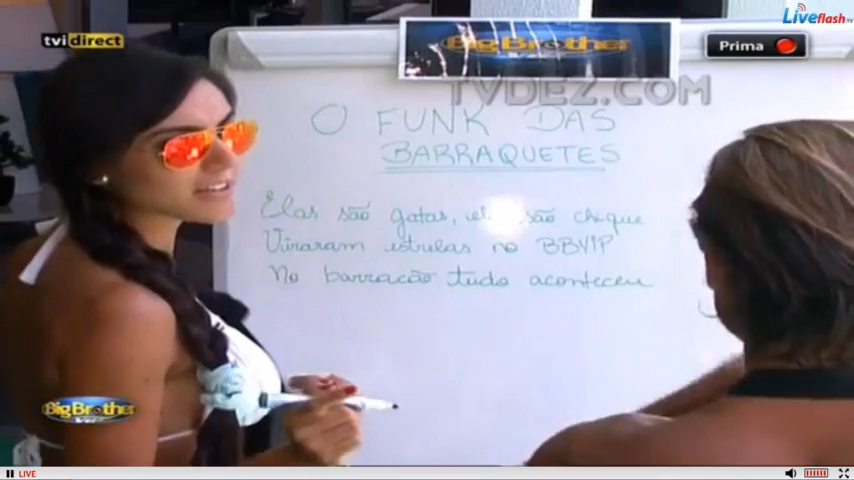 Liveflash.TV
tvi direct
Big Brother
Prima
TVDEZ.COM
O FUNK DAS
BARRAQUETES
Elas são gatas, são chique
Viraram estrelas no BBVIP
No barracão tudo aconteceu
Big Brother
LIVE